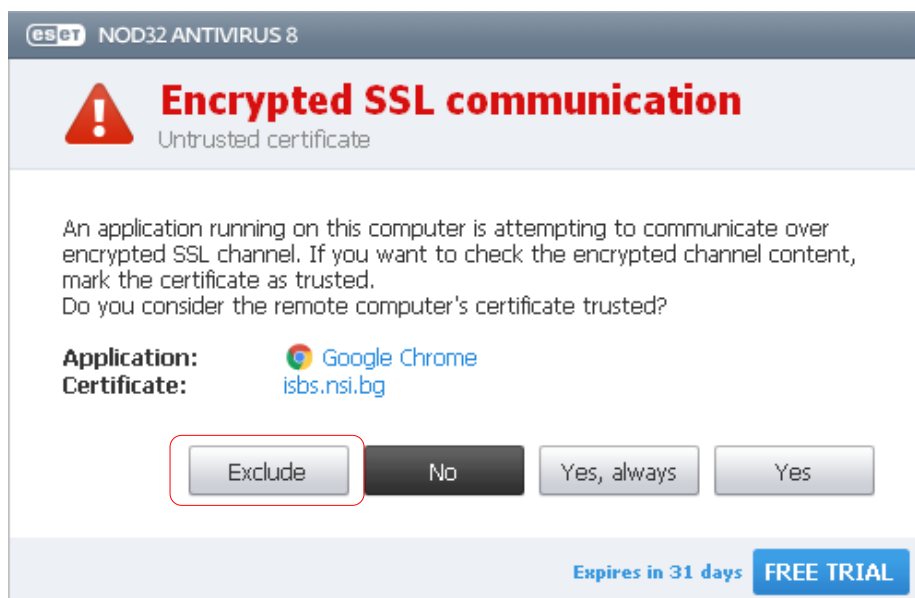 eset NOD32 ANTIVIRUS 8
Encrypted SSL communication
Untrusted certificate
An application running on this computer is attempting to communicate over
encrypted SSL channel. If you want to check the encrypted channel content,
mark the certificate as trusted.
Do you consider the remote computer's certificate trusted?
Application: Google Chrome
Certificate: isbs.nsi.bg
Exclude No Yes, always Yes
Expires in 31 days FREE TRIAL